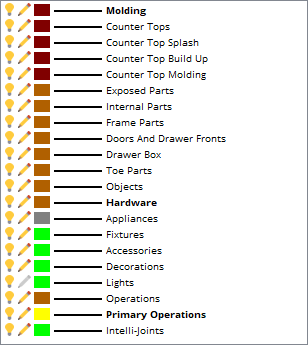 Molding
Counter Tops
Counter Top Splash
Counter Top Build Up
Counter Top Molding
Exposed Parts
Internal Parts
Frame Parts
Doors And Drawer Fronts
Drawer Box
Toe Parts
Objects
Hardware
Appliances
Fixtures
Accessories
Decorations
Lights
Operations
Primary Operations
Intelli-Joints